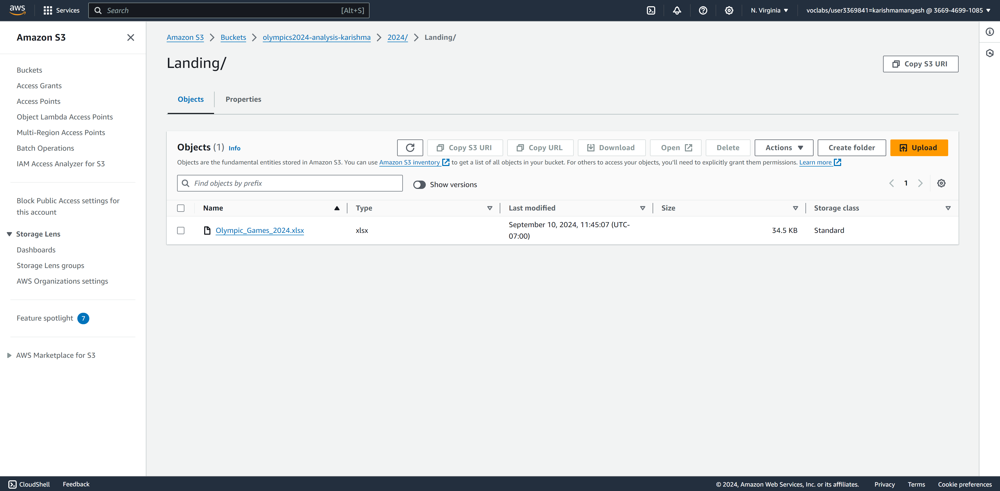 aws
Services
Search
[Alt+S]
N. Virginia
voclabs/user3369841=karishmamangesh @ 3669-4699-1085
Amazon S3
Buckets
Access Grants
Access Points
Object Lambda Access Points
Multi-Region Access Points
Batch Operations
IAM Access Analyzer for S3
Block Public Access settings for
this account
Storage Lens
Dashboards
Storage Lens groups
AWS Organizations settings
Feature spotlight 7
AWS Marketplace for S3
Amazon S3 > Buckets > olympics2024-analysis-karishma > 2024/ > Landing/
Landing/
Copy S3 URI
Objects
Properties
Objects (1) Info
Copy S3 URI
Copy URL
Download
Open
Delete
Actions
Create folder
Upload
Objects are the fundamental entities stored in Amazon S3. You can use Amazon S3 inventory to get a list of all objects in your bucket. For others to access your objects, you’ll need to explicitly grant them permissions. Learn more
Find objects by prefix
Show versions
1
Name
Type
Last modified
Size
Storage class
Olympic_Games_2024.xlsx
xlsx
September 10, 2024, 11:45:07 (UTC-
07:00)
34.5 KB
Standard
CloudShell
Feedback
© 2024, Amazon Web Services, Inc. or its affiliates.
Privacy
Terms
Cookie preferences